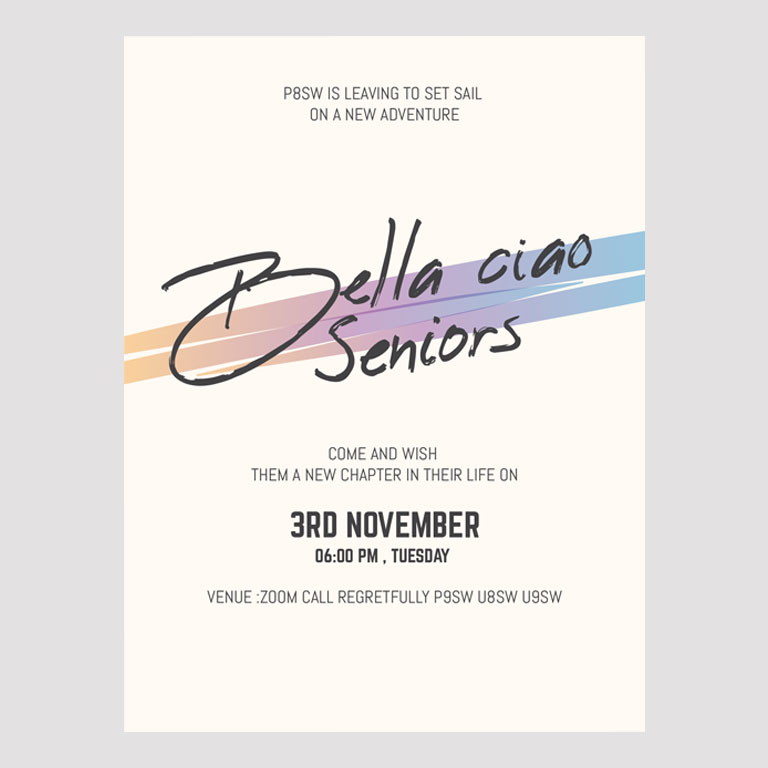 P8SW IS LEAVING TO SET SAIL
ON A NEW ADVENTURE
Bella ciao
Seniors
COME AND WISH
THEM A NEW CHAPTER IN THEIR LIFE ON
3RD NOVEMBER
06:00 PM , TUESDAY
VENUE :ZOOM CALL REGRETFULLY P9SW U8SW U9SW